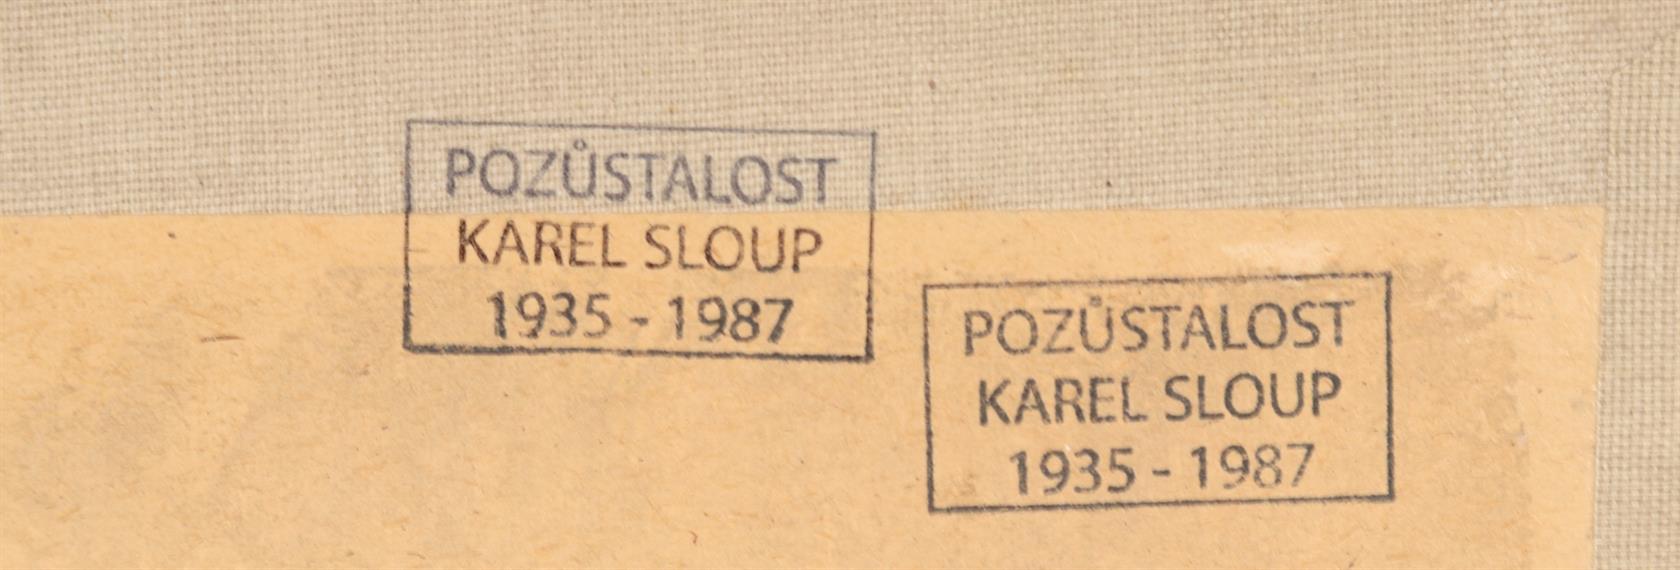 POZŮSTALOST
KAREL SLOUP
1935 - 1987
POZŮSTALOST
KAREL SLOUP
1935 - 1987